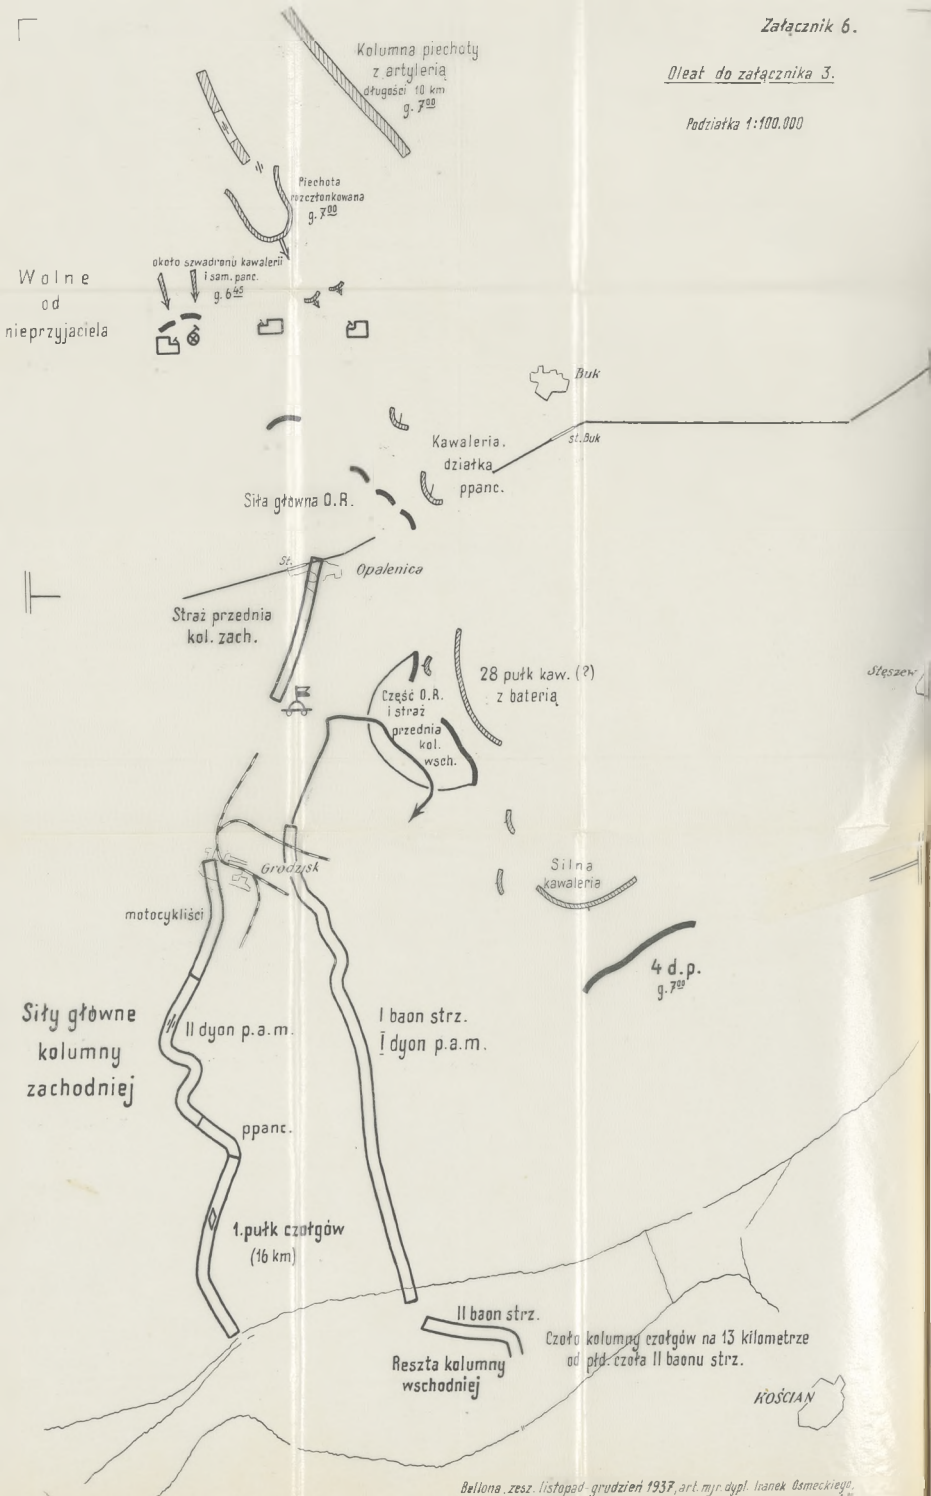 Załącznik 6.
Oleat do załącznika 3.
Podziałka 1:100.000
Kolumna piechoty
z artylerią
długości 10 km
g. 7⁰⁰
Piechota
rozczłonkowana
g. 7⁰⁰
około szwadronu kawalerii
i sam. panc.
g. 6⁴⁵
Wolne
od
nieprzyjaciela
Buk
st. Buk
Kawaleria.
działka
ppanc.
Siła główna O.R.
St.
Opalenica
Straż przednia
kol. zach.
28 pułk kaw. (?)
z baterią
Stęszew
Część O.R.
i straż
przednia
kol.
wsch.
Grodzisk
Silna
kawaleria
motocykliści
4 d.p.
g. 7⁰⁰
Siły główne
kolumny
zachodniej
II dyon p.a.m.
I baon strz.
I dyon p.a.m.
ppanc.
1. pułk czołgów
(16 km)
II baon strz.
Reszta kolumny
wschodniej
Czoło kolumny czołgów na 13 kilometrze
od płd. czoła II baonu strz.
KOŚCIAN
Bellona, zesz. listopad-grudzień 1937, art. mjr. dypl. Iranek Osmeckiego.